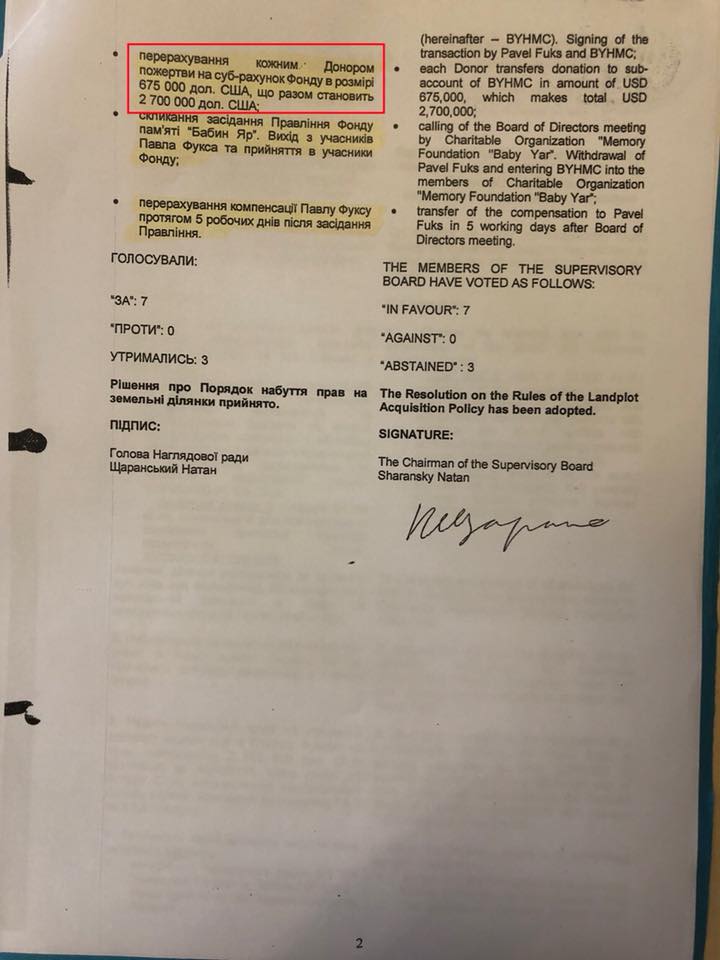 • перерахування кожним Донором
пожертви на суб-рахунок Фонду в розмірі
675 000 дол. США, що разом становить
2 700 000 дол. США;
• скликання засідання Правління Фонду
пам'яті "Бабин Яр". Вихід з учасників
Павла Фукса та прийняття в учасники
Фонду;
• перерахування компенсації Павлу Фуксу
протягом 5 робочих днів після засідання
Правління.
ГОЛОСУВАЛИ:
"ЗА": 7
"ПРОТИ": 0
УТРИМАЛИСЬ: 3
Рішення про Порядок набуття прав на
земельні ділянки прийнято.
ПІДПИС:
Голова Наглядової ради
Щаранський Натан
(hereinafter – BYHMC). Signing of the
transaction by Pavel Fuks and BYHMC;
• each Donor transfers donation to sub-
account of BYHMC in amount of USD
675,000, which makes total USD
2,700,000;
• calling of the Board of Directors meeting
by Charitable Organization "Memory
Foundation "Baby Yar". Withdrawal of
Pavel Fuks and entering BYHMC into the
members of Charitable Organization
"Memory Foundation "Baby Yar";
• transfer of the compensation to Pavel
Fuks in 5 working days after Board of
Directors meeting.
THE MEMBERS OF THE SUPERVISORY
BOARD HAVE VOTED AS FOLLOWS:
"IN FAVOUR": 7
"AGAINST": 0
"ABSTAINED" : 3
The Resolution on the Rules of the Landplot
Acquisition Policy has been adopted.
SIGNATURE:
The Chairman of the Supervisory Board
Sharansky Natan
2